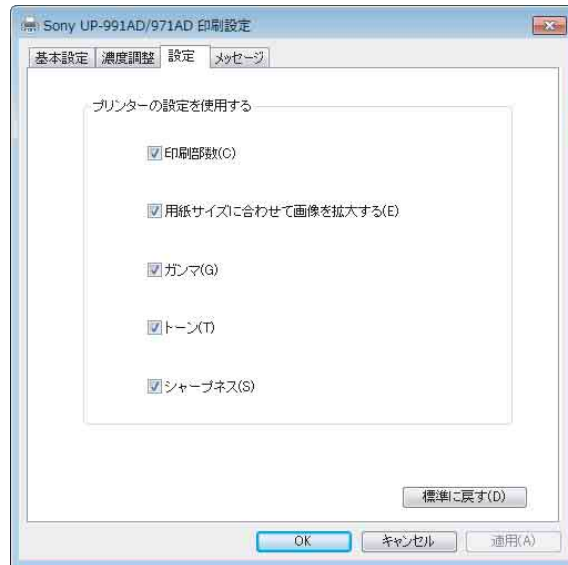 Sony UP-991AD/971AD 印刷設定
基本設定 濃度調整 設定 メッセージ
プリンターの設定を使用する
印刷部数(C)
用紙サイズに合わせて画像を拡大する(E)
ガンマ(G)
トーン(T)
シャープネス(S)
標準に戻す(D)
OK キャンセル 適用(A)